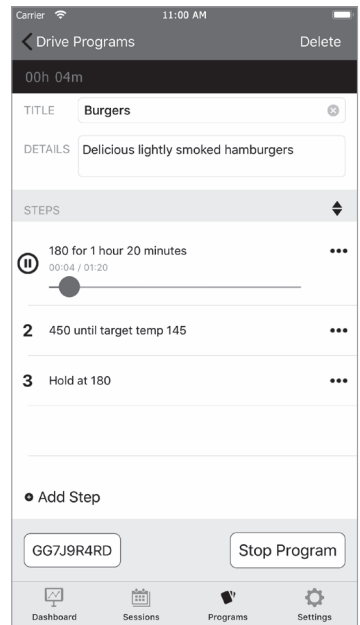 Carrier 11:00 AM
Drive Programs Delete
00h 04m
TITLE Burgers
DETAILS Delicious lightly smoked hamburgers
STEPS
180 for 1 hour 20 minutes
00:04 / 01:20
2 450 until target temp 145
3 Hold at 180
Add Step
GG7J9R4RD Stop Program
Dashboard Sessions Programs Settings